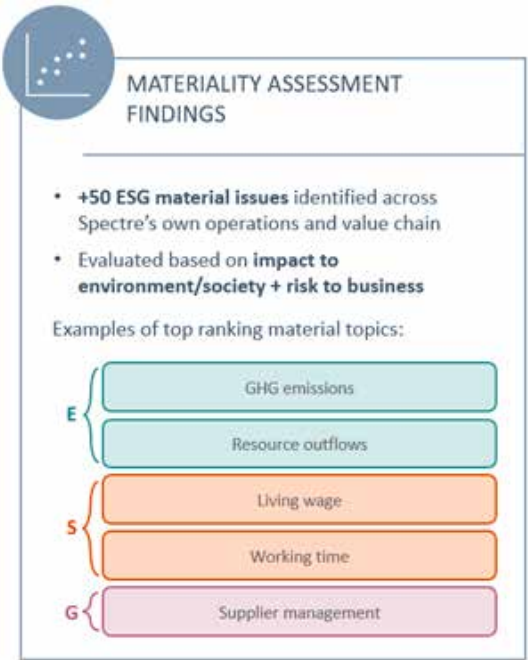 MATERIALITY ASSESSMENT
FINDINGS
• +50 ESG material issues identified across
Spectre's own operations and value chain
• Evaluated based on impact to
environment/society + risk to business
Examples of top ranking material topics:
E
GHG emissions
Resource outflows
S
Living wage
Working time
G
Supplier management